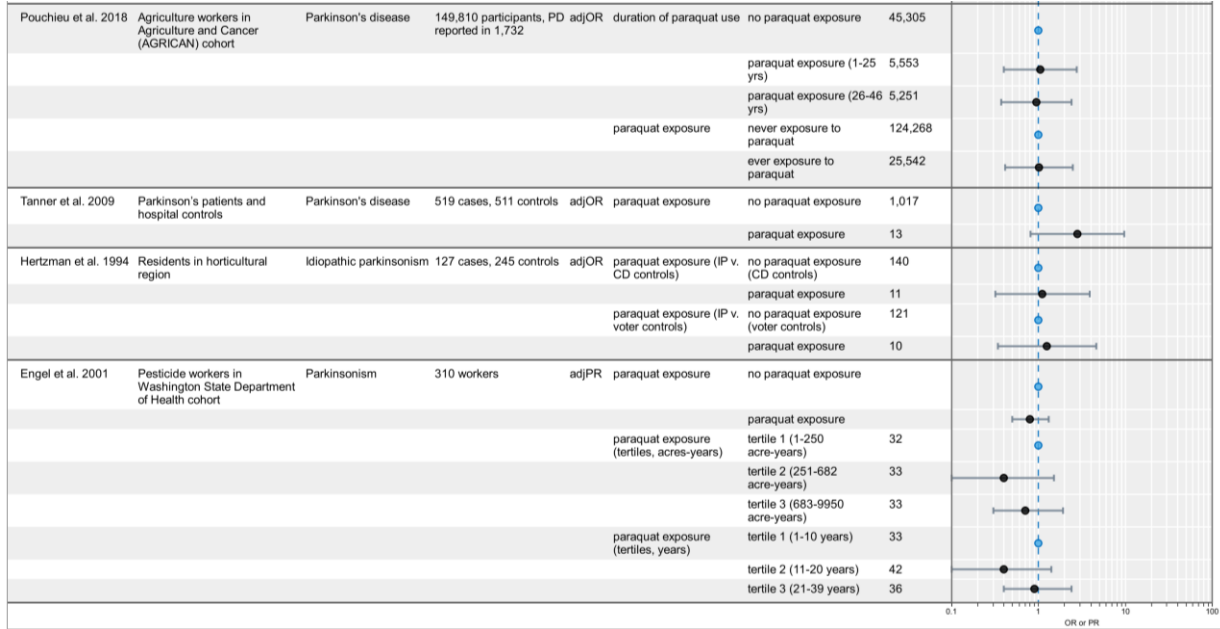 Pouchieu et al. 2018 Agriculture workers in Parkinson's disease 149,810 participants, PD adjOR duration of paraquat use no paraquat exposure 45,305
Agriculture and Cancer reported in 1,732
(AGRICAN) cohort
paraquat exposure (1-25 5,553
yrs)
paraquat exposure (26-46 5,251
yrs)
paraquat exposure never exposure to 124,268
paraquat
ever exposure to 25,542
paraquat
Tanner et al. 2009 Parkinson's patients and Parkinson's disease 519 cases, 511 controls adjOR paraquat exposure no paraquat exposure 1,017
hospital controls
paraquat exposure 13
Hertzman et al. 1994 Residents in horticultural Idiopathic parkinsonism 127 cases, 245 controls adjOR paraquat exposure (IP v. no paraquat exposure 140
region CD controls) (CD controls)
paraquat exposure 11
paraquat exposure (IP v. no paraquat exposure 121
voter controls) (voter controls)
paraquat exposure 10
Engel et al. 2001 Pesticide workers in Parkinsonism 310 workers adjPR paraquat exposure no paraquat exposure
Washington State Department
of Health cohort
paraquat exposure
paraquat exposure tertile 1 (1-250 32
(tertiles, acres-years) acre-years)
tertile 2 (251-682 33
acre-years)
tertile 3 (683-9950 33
acre-years)
paraquat exposure tertile 1 (1-10 years) 33
(tertiles, years)
tertile 2 (11-20 years) 42
tertile 3 (21-39 years) 36
0.1 1 10 100
OR or PR